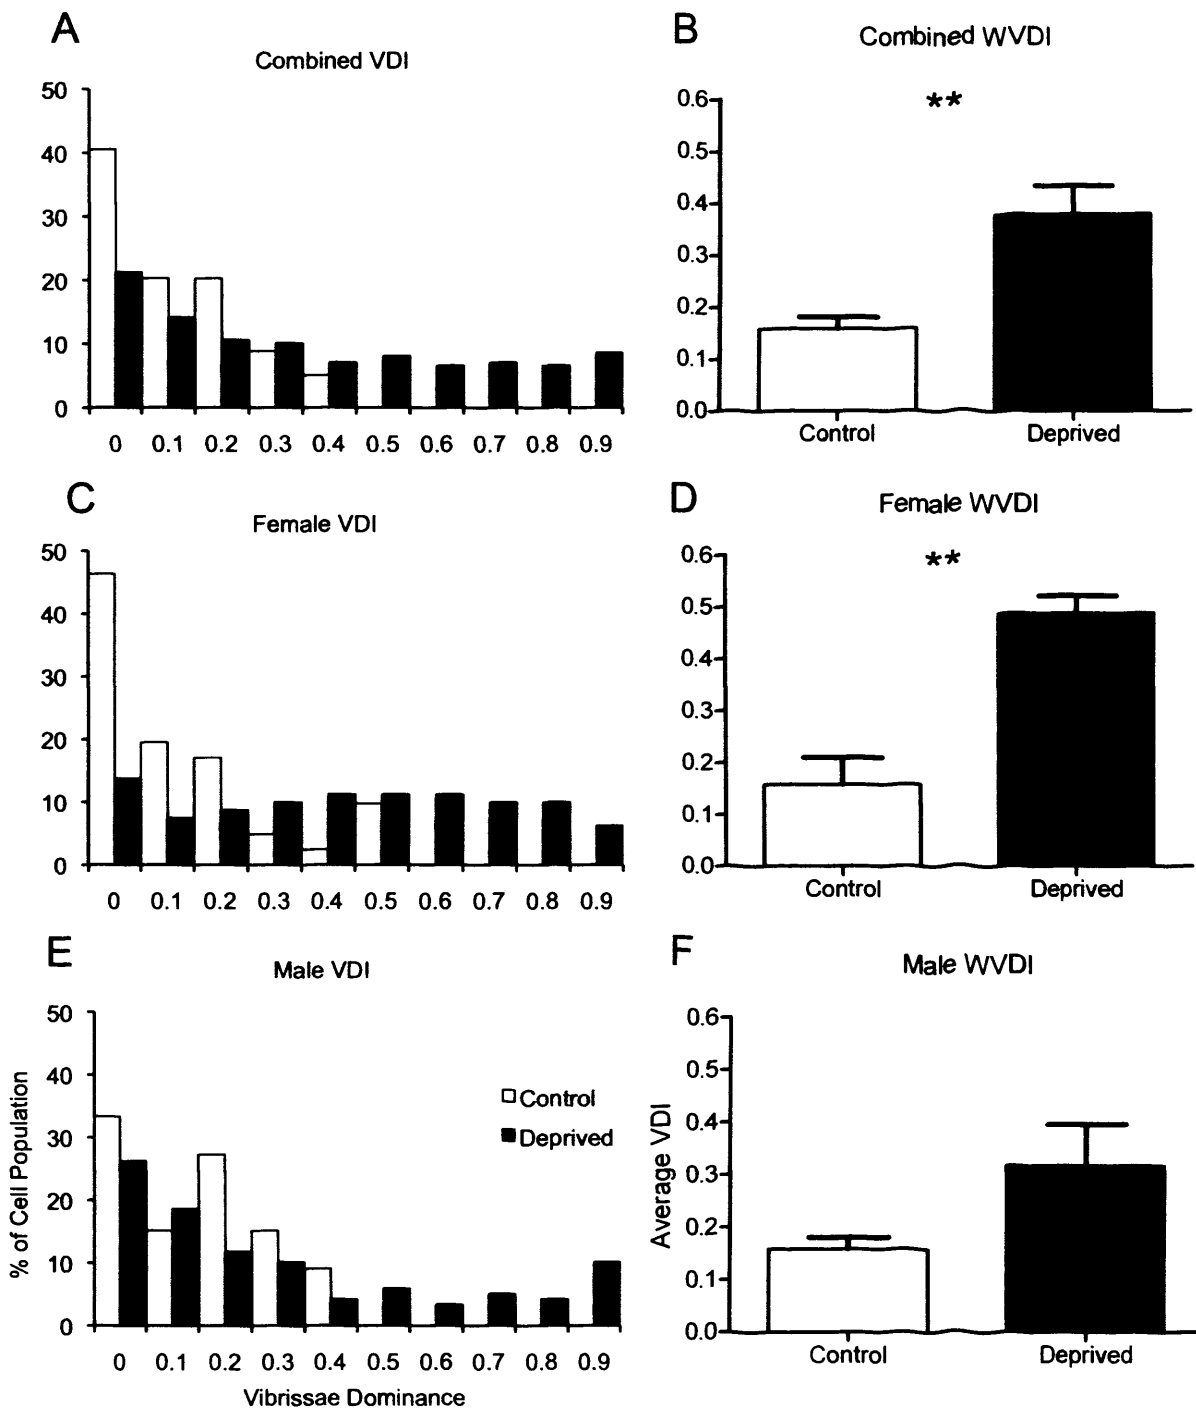 A
Combined VDI
50
40
30
20
10
0
0 0.1 0.2 0.3 0.4 0.5 0.6 0.7 0.8 0.9
B
Combined WVDI
**
0.6
0.5
0.4
0.3
0.2
0.1
0.0
Control Deprived
C
Female VDI
50
40
30
20
10
0
0 0.1 0.2 0.3 0.4 0.5 0.6 0.7 0.8 0.9
D
Female WVDI
**
0.6
0.5
0.4
0.3
0.2
0.1
0.0
Control Deprived
E
Male VDI
% of Cell Population
50
40
30
20
10
0
Control
Deprived
0 0.1 0.2 0.3 0.4 0.5 0.6 0.7 0.8 0.9
Vibrissae Dominance
F
Male WVDI
Average VDI
0.6
0.5
0.4
0.3
0.2
0.1
0.0
Control Deprived